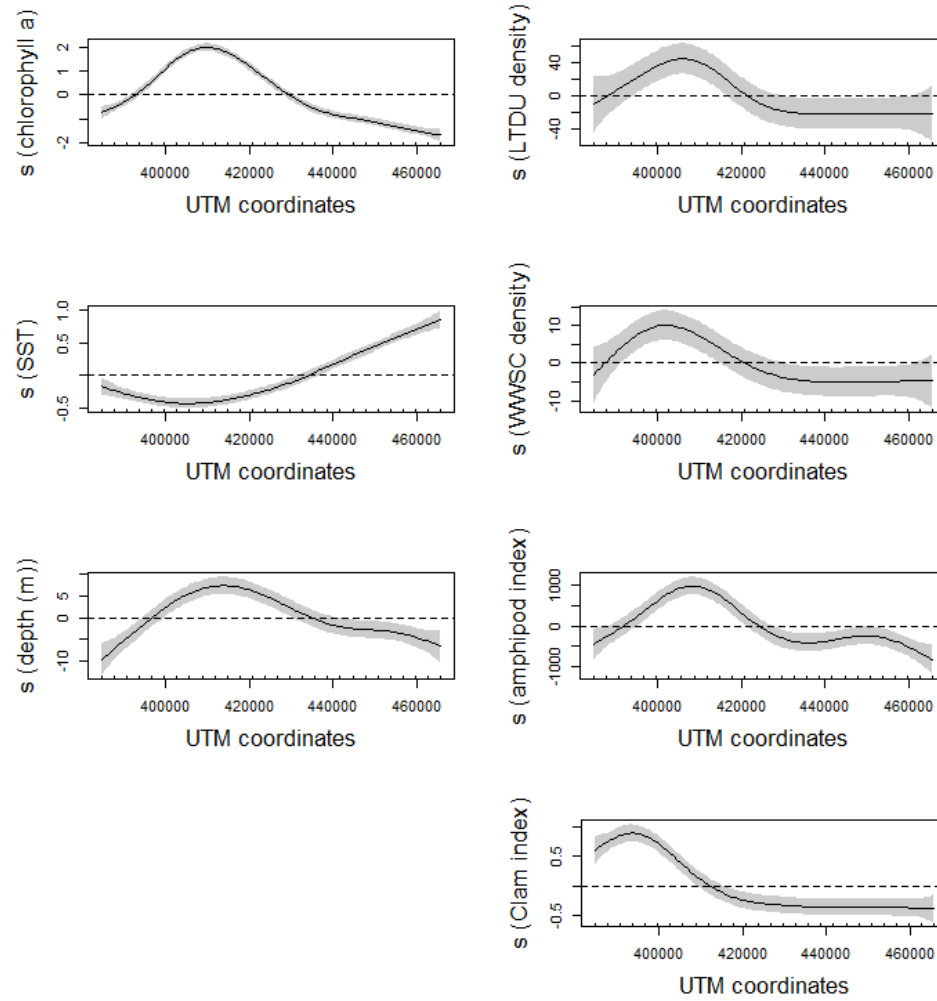 s (chlorophyll a)
2
1
0
-2
400000 420000 440000 460000
UTM coordinates
s (LTDU density)
40
0
-40
400000 420000 440000 460000
UTM coordinates
s (SST)
1.0
0.5
-0.5
400000 420000 440000 460000
UTM coordinates
s (WWSC density)
10
0
-10
400000 420000 440000 460000
UTM coordinates
s (depth (m))
5
0
-10
400000 420000 440000 460000
UTM coordinates
s (amphipod index)
1000
0
-1000
400000 420000 440000 460000
UTM coordinates
s (Clam index)
0.5
-0.5
400000 420000 440000 460000
UTM coordinates